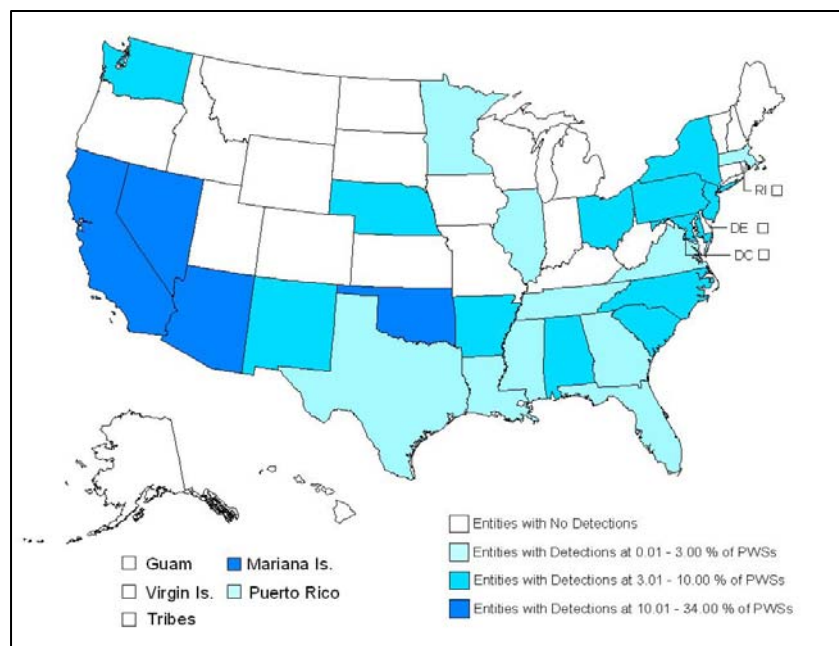 RI
DE
DC
Entities with No Detections
Entities with Detections at 0.01 - 3.00 % of PWSs
Entities with Detections at 3.01 - 10.00 % of PWSs
Entities with Detections at 10.01 - 34.00 % of PWSs
Guam
Mariana Is.
Virgin Is.
Puerto Rico
Tribes